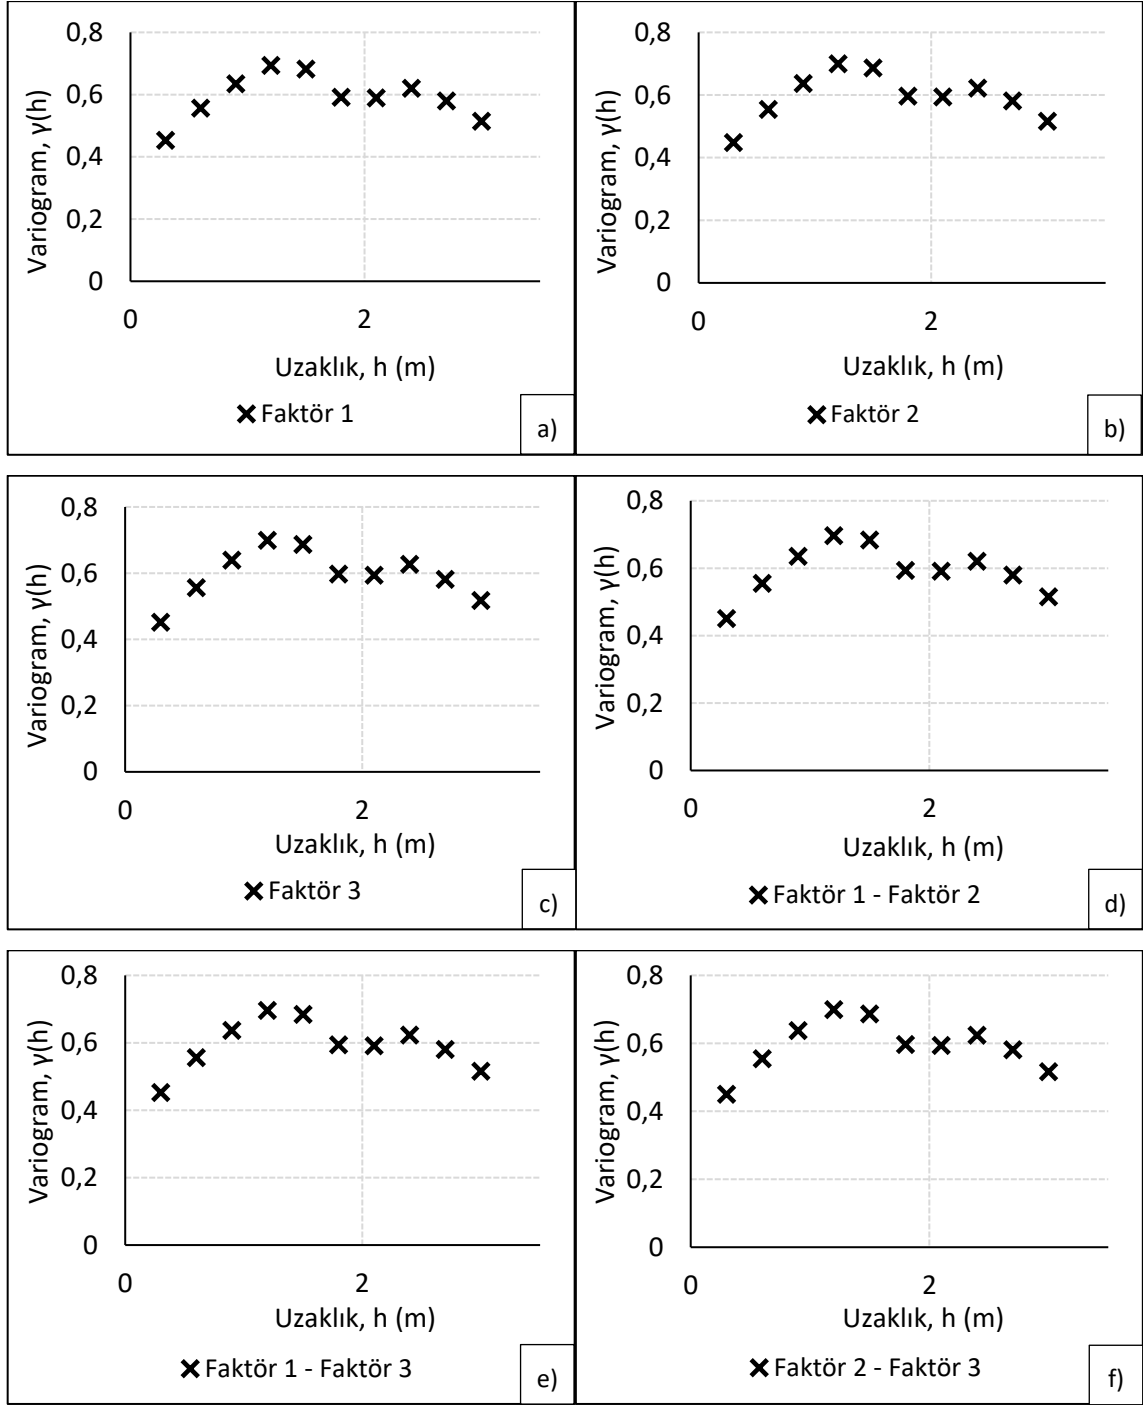 0,8
0,6
0,4
0,2
0
0 2
Variogram, γ(h)
Uzaklık, h (m)
Faktör 1
a)
0,8
0,6
0,4
0,2
0
0 2
Variogram, γ(h)
Uzaklık, h (m)
Faktör 2
b)
0,8
0,6
0,4
0,2
0
0 2
Variogram, γ(h)
Uzaklık, h (m)
Faktör 3
c)
0,8
0,6
0,4
0,2
0
0 2
Variogram, γ(h)
Uzaklık, h (m)
Faktör 1 - Faktör 2
d)
0,8
0,6
0,4
0,2
0
0 2
Variogram, γ(h)
Uzaklık, h (m)
Faktör 1 - Faktör 3
e)
0,8
0,6
0,4
0,2
0
0 2
Variogram, γ(h)
Uzaklık, h (m)
Faktör 2 - Faktör 3
f)